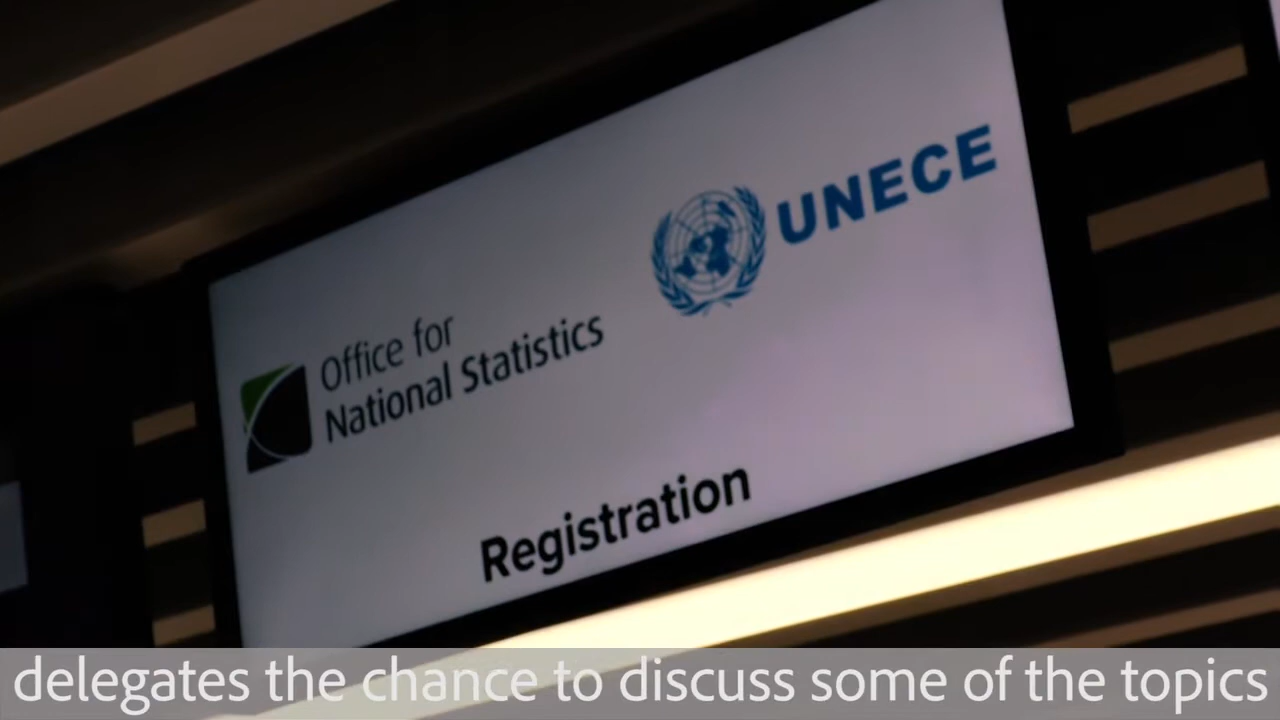 UNECE
Office for
National Statistics
Registration
delegates the chance to discuss some of the topics